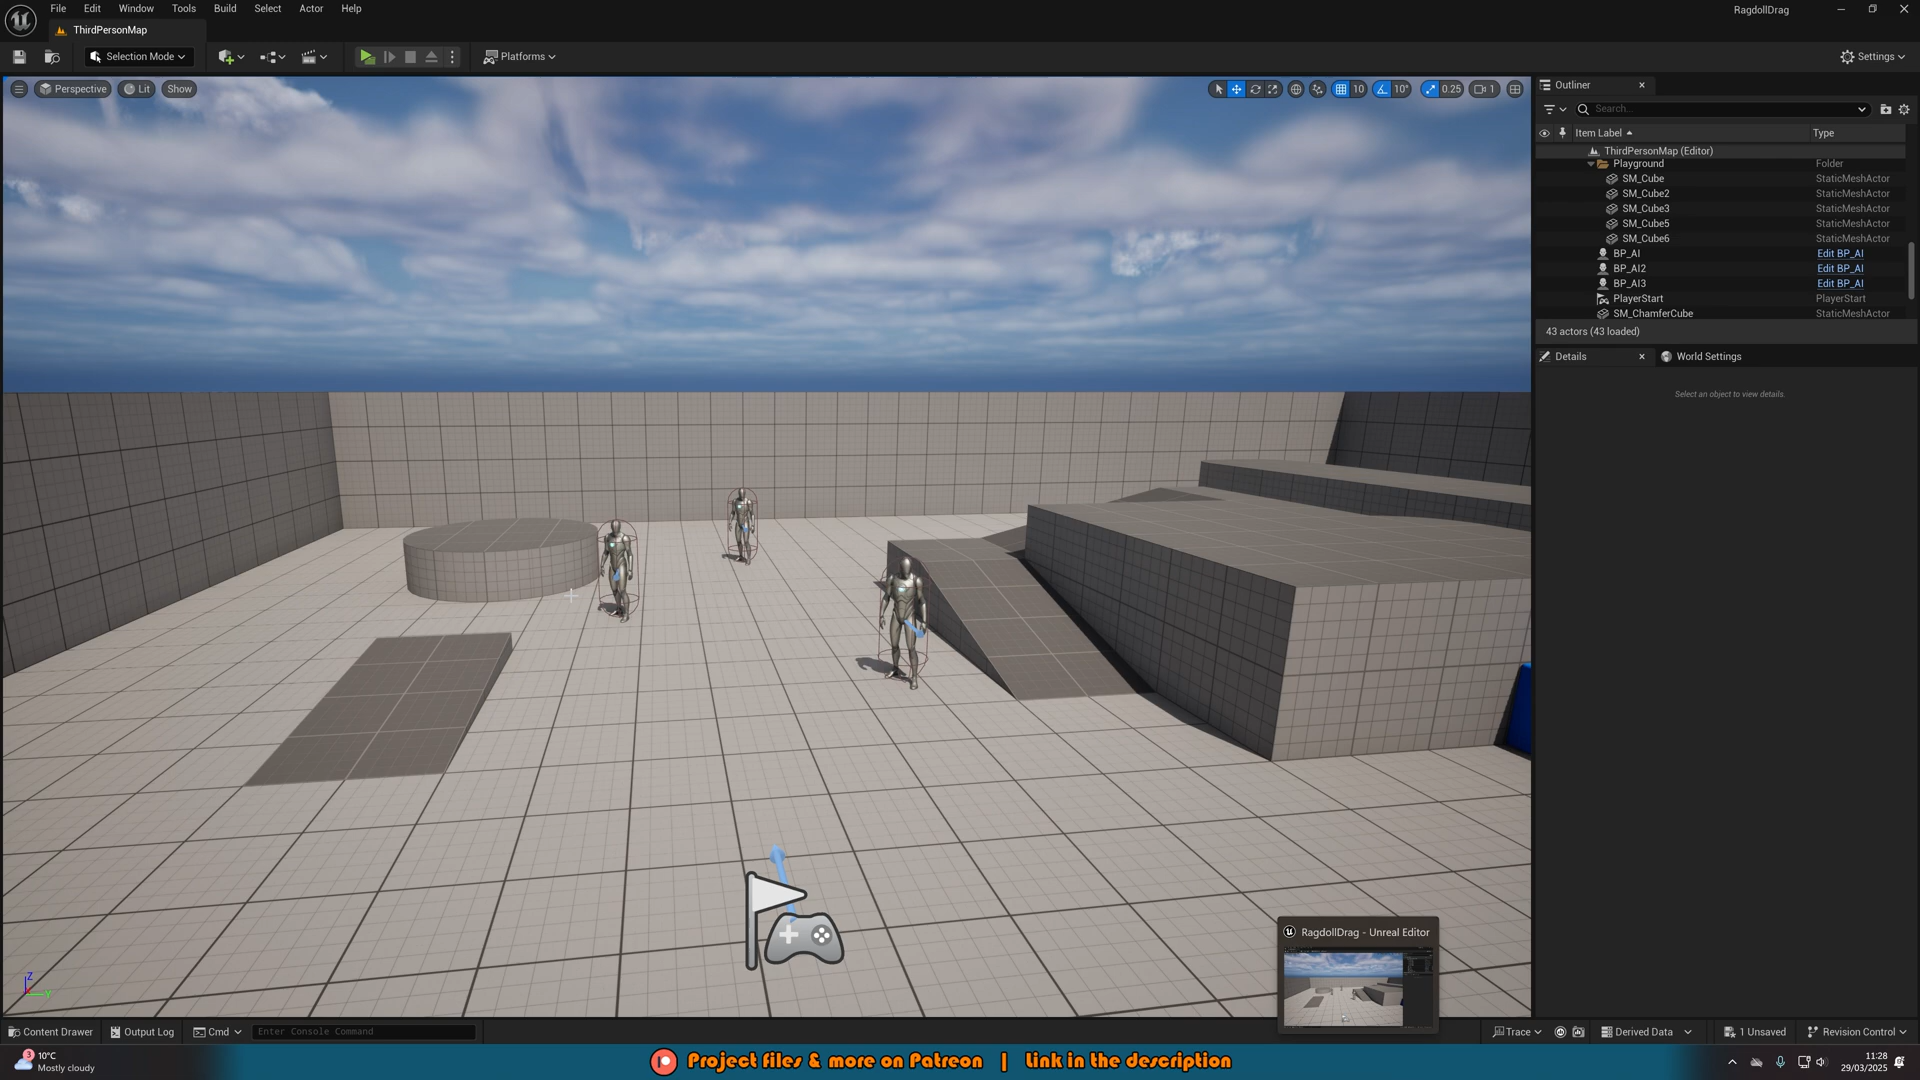 File Edit Window Tools Build Select Actor Help
RagdollDrag
ThirdPersonMap
Selection Mode
Platforms
Settings
Perspective
Lit
Show
10
10°
0.25
1
Outliner
Search...
Item Label
Type
ThirdPersonMap (Editor)
Playground Folder
SM_Cube StaticMeshActor
SM_Cube2 StaticMeshActor
SM_Cube3 StaticMeshActor
SM_Cube5 StaticMeshActor
SM_Cube6 StaticMeshActor
BP_AI Edit BP_AI
BP_AI2 Edit BP_AI
BP_AI3 Edit BP_AI
PlayerStart PlayerStart
SM_ChamferCube StaticMeshActor
43 actors (43 loaded)
Details
World Settings
Select an object to view details.
RagdollDrag - Unreal Editor
Z
Y
Content Drawer
Output Log
Cmd
Enter Console Command
Trace
Derived Data
1 Unsaved
Revision Control
3
10°C
Mostly cloudy
Project files & more on Patreon | Link in the description
11:28
29/03/2025